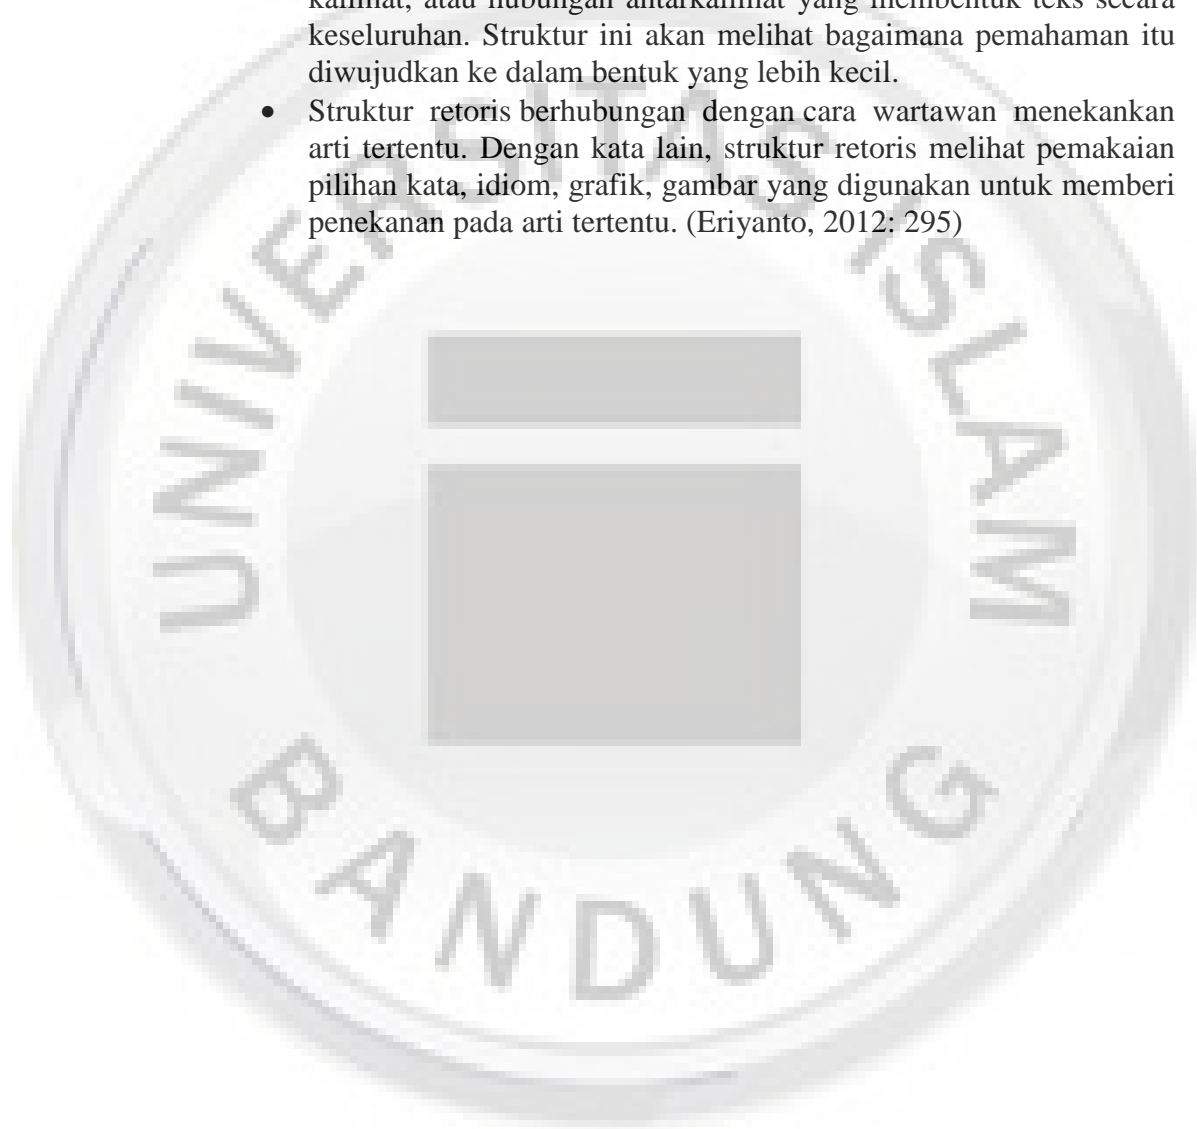 kalimat, atau hubungan antarkalimat yang membentuk teks secara
keseluruhan. Struktur ini akan melihat bagaimana pemahaman itu
diwujudkan ke dalam bentuk yang lebih kecil.
• Struktur retoris berhubungan dengan cara wartawan menekankan
arti tertentu. Dengan kata lain, struktur retoris melihat pemakaian
pilihan kata, idiom, grafik, gambar yang digunakan untuk memberi
penekanan pada arti tertentu. (Eriyanto, 2012: 295)
UNIVERSITAS ISLAM
BANDUNG